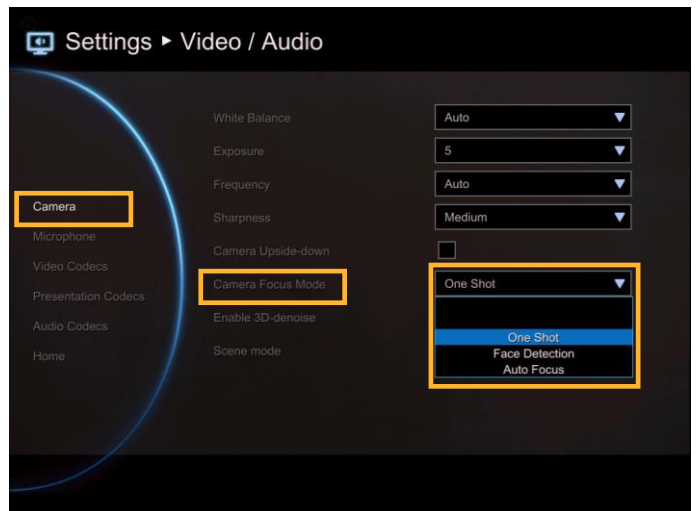 Settings ► Video / Audio
White Balance
Auto
Exposure
5
Frequency
Auto
Camera
Sharpness
Medium
Microphone
Camera Upside-down
Video Codecs
Camera Focus Mode
One Shot
Presentation Codecs
Enable 3D-denoise
Audio Codecs
One Shot
Home
Scene mode
Face Detection
Auto Focus